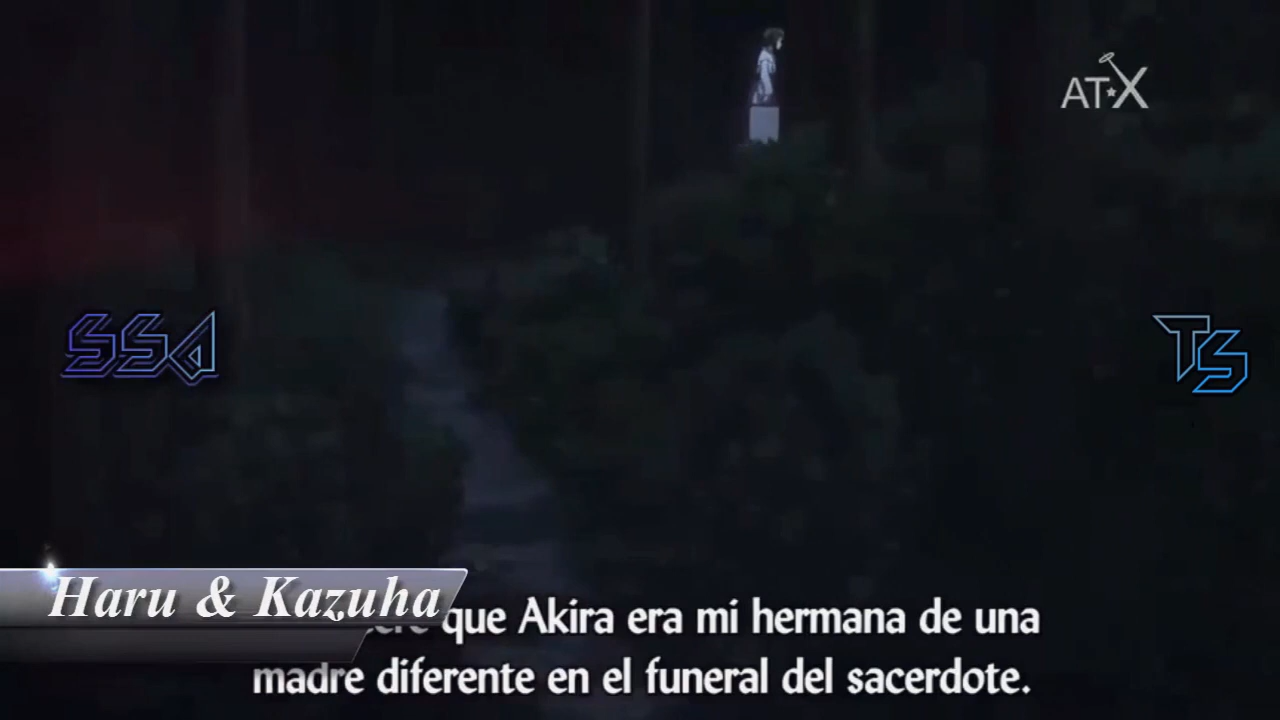 AT★X
SSA
TS
Haru & Kazuha
que Akira era mi hermana de una
madre diferente en el funeral del sacerdote.